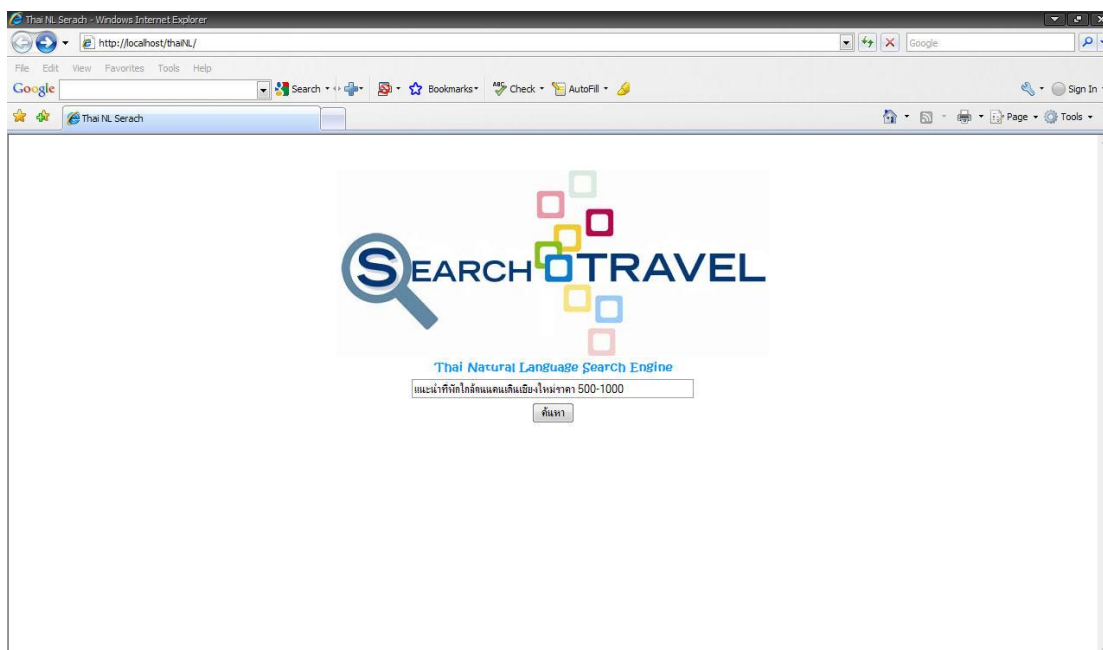 Thai NL Serach - Windows Internet Explorer
http://localhost/thaiNL/
Google
File Edit View Favorites Tools Help
Google Search Bookmarks Check AutoFill Sign In
Thai NL Serach Page Tools
SEARCH TRAVEL
Thai Natural Language Search Engine
แนะนำที่พักใกล้ถนนคนเดินเชียงใหม่ราคา 500-1000
ค้นหา